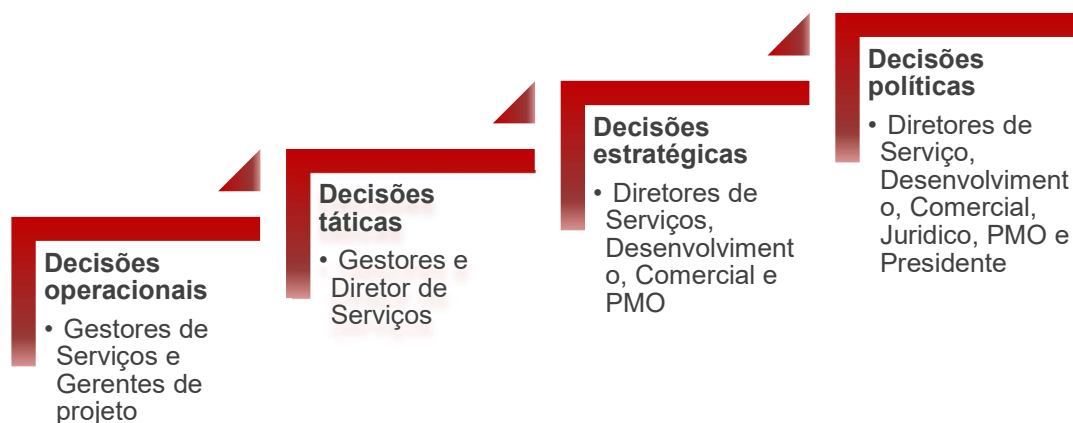 Decisões
operacionais
• Gestores de
Serviços e
Gerentes de
projeto
Decisões
táticas
• Gestores e
Diretor de
Serviços
Decisões
estratégicas
• Diretores de
Serviços,
Desenvolviment
o, Comercial e
PMO
Decisões
políticas
• Diretores de
Serviço,
Desenvolviment
o, Comercial,
Juridico, PMO e
Presidente